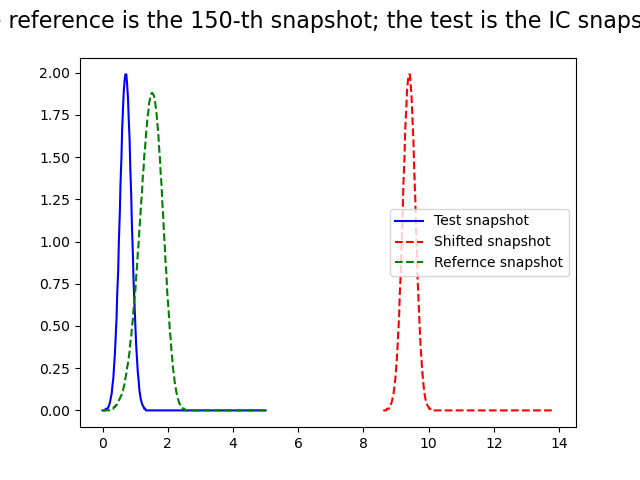 reference is the 150-th snapshot; the test is the IC snaps
2.00
1.75
1.50
1.25
1.00
0.75
0.50
0.25
0.00
Test snapshot
Shifted snapshot
Refernce snapshot
0 2 4 6 8 10 12 14